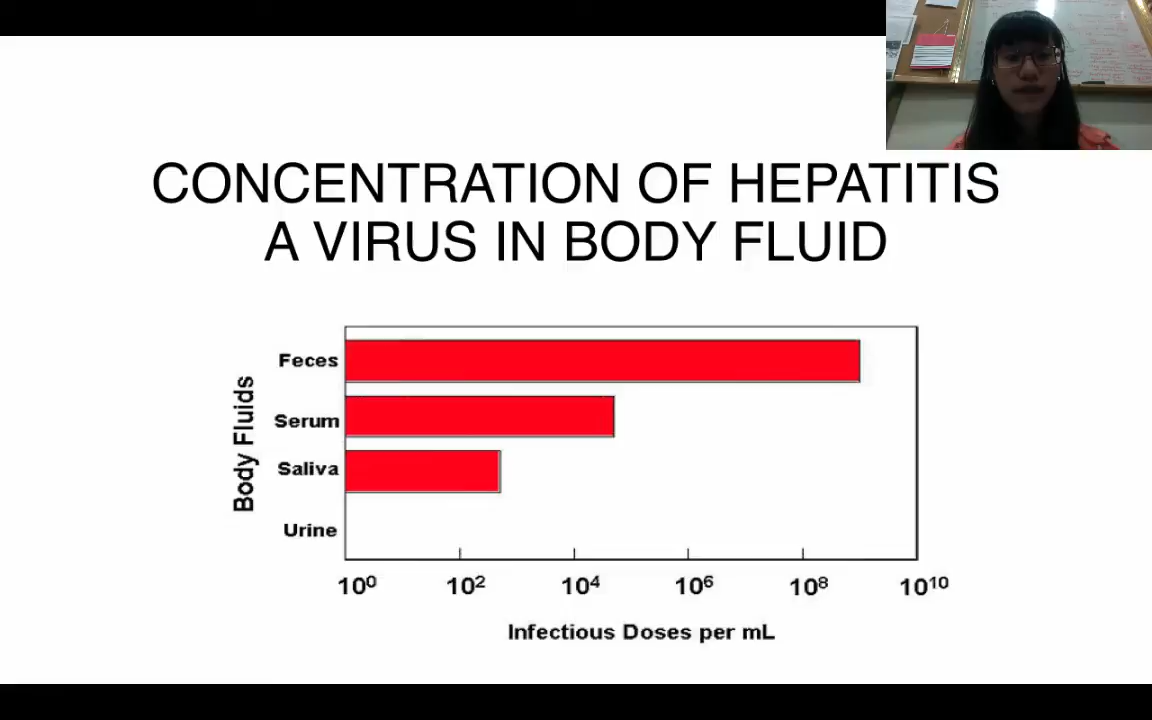 CONCENTRATION OF HEPATITIS
A VIRUS IN BODY FLUID
Body Fluids
Feces
Serum
Saliva
Urine
10⁰ 10² 10⁴ 10⁶ 10⁸ 10¹⁰
Infectious Doses per mL